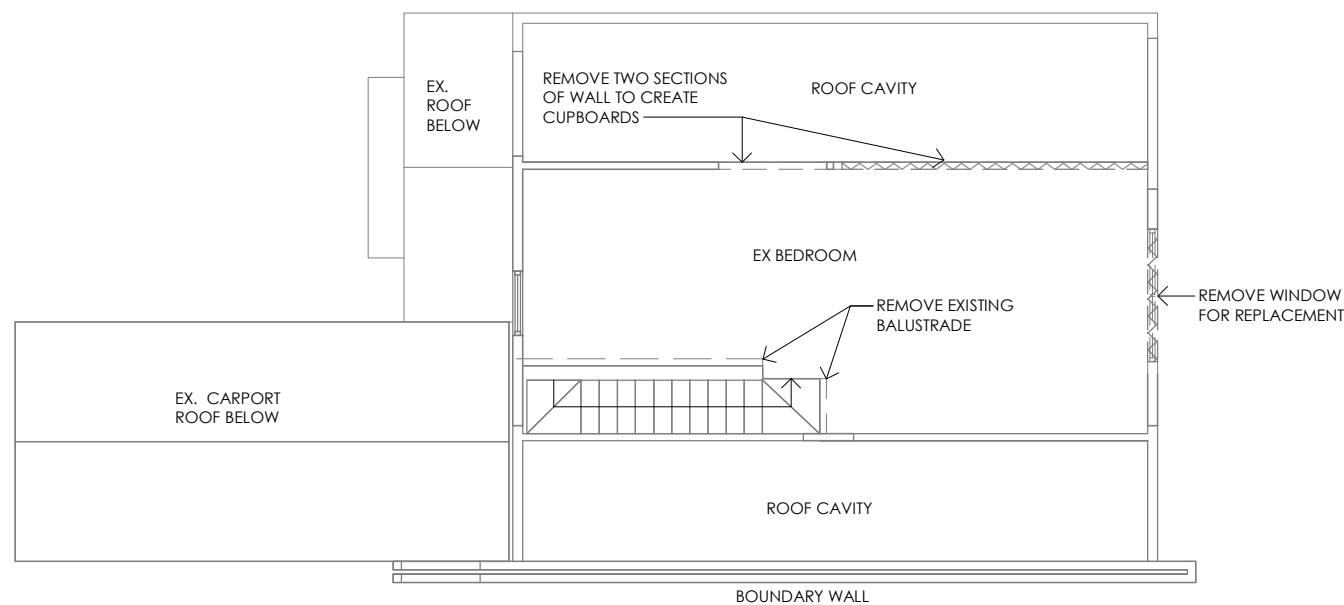 EX.
ROOF
BELOW
REMOVE TWO SECTIONS
OF WALL TO CREATE
CUPBOARDS
ROOF CAVITY
EX BEDROOM
REMOVE EXISTING
BALUSTRADE
REMOVE WINDOW
FOR REPLACEMENT
EX. CARPORT
ROOF BELOW
ROOF CAVITY
BOUNDARY WALL